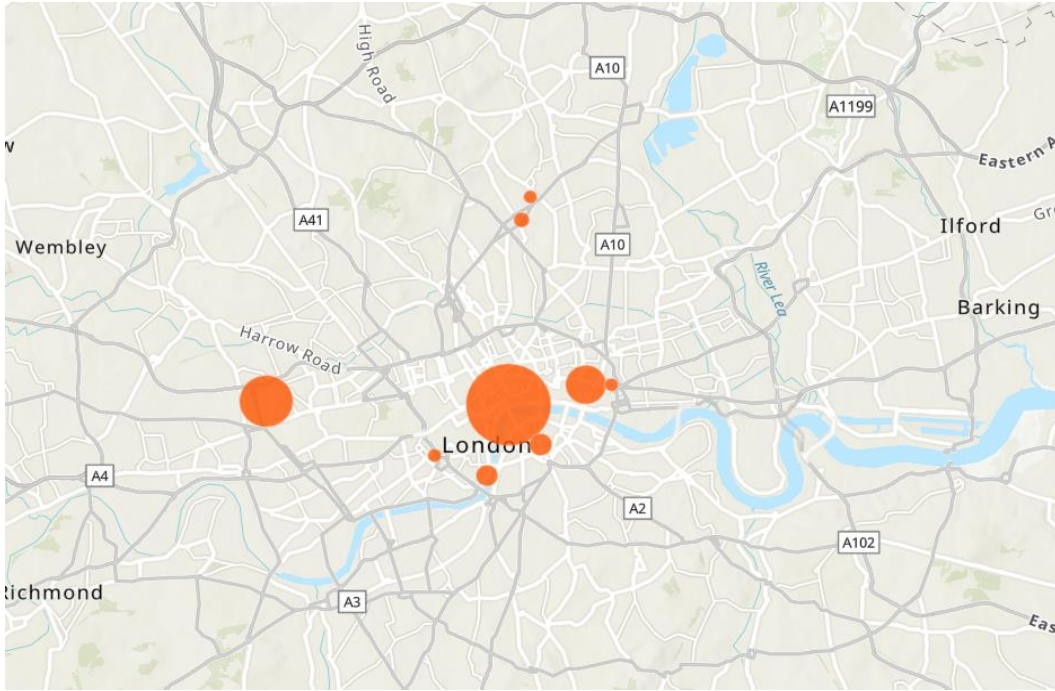 High Road
A10
A1199
w
Eastern A
A41
Gre
Ilford
Wembley
A10
River Lea
Barking
Harrow Road
London
A4
A2
A102
Richmond
A3
Eas